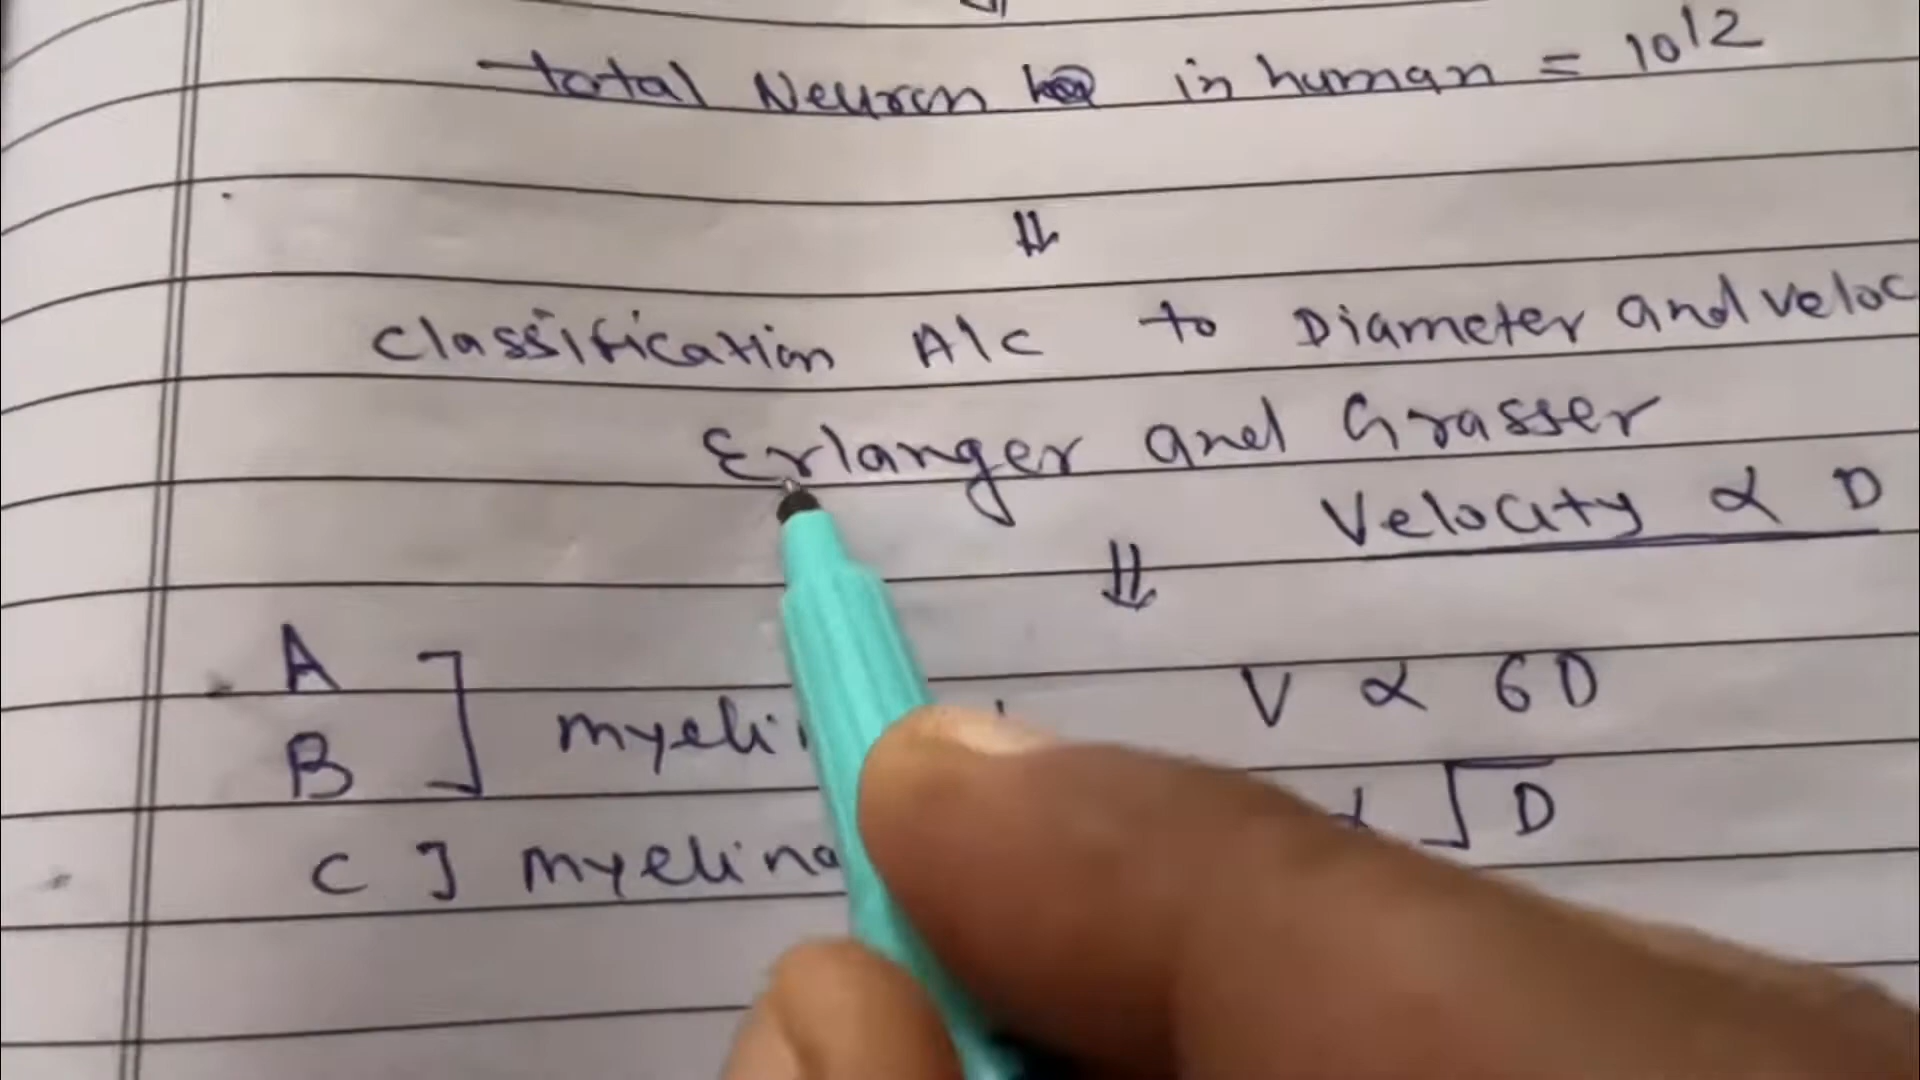 total Neuron in human = 10^12
classification A/c to Diameter and veloc
Erlanger and Grasser
Velocity ∝ D
A
B ] myeli V ∝ 6D
C ] myelina ∝ √D